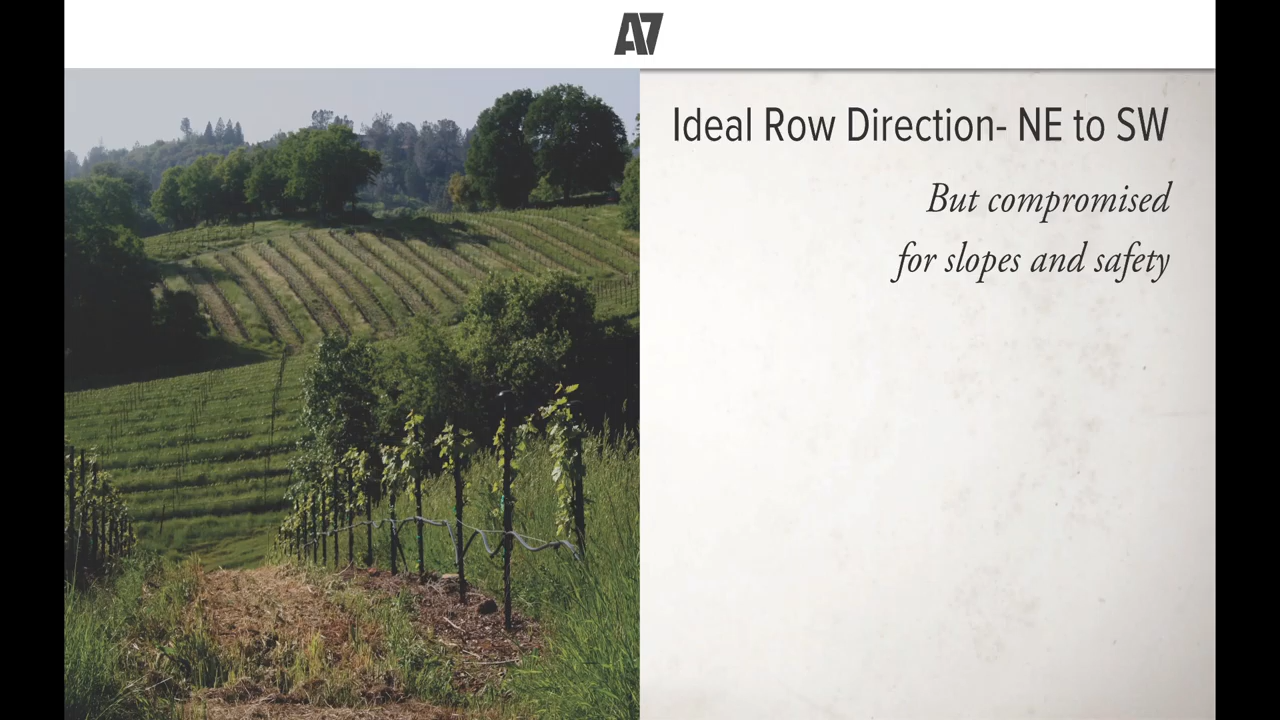 A7
Ideal Row Direction- NE to SW
But compromised
for slopes and safety